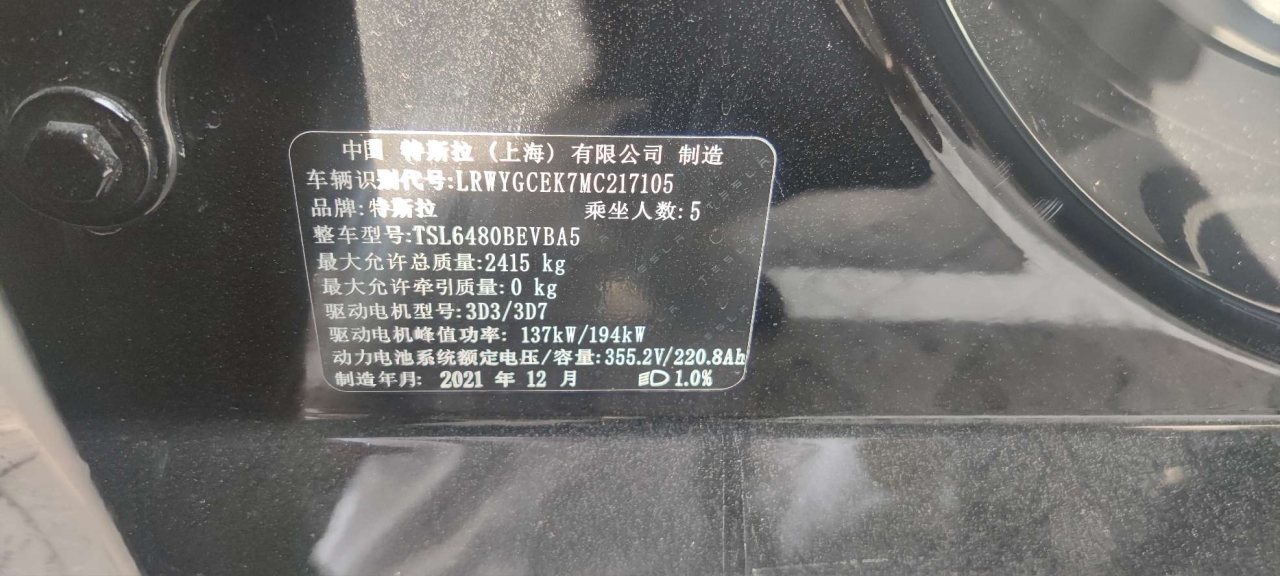 中国 特斯拉（上海）有限公司 制造
车辆识别代号:LRWYGCEK7MC217105
品牌:特斯拉 乘坐人数:5
整车型号:TSL6480BEVBA5
最大允许总质量:2415 kg
最大允许牵引质量:0 kg
驱动电机型号:3D3/3D7
驱动电机峰值功率: 137kW/194kW
动力电池系统额定电压/容量:355.2V/220.8Ah
制造年月: 2021 年 12 月 1.0%